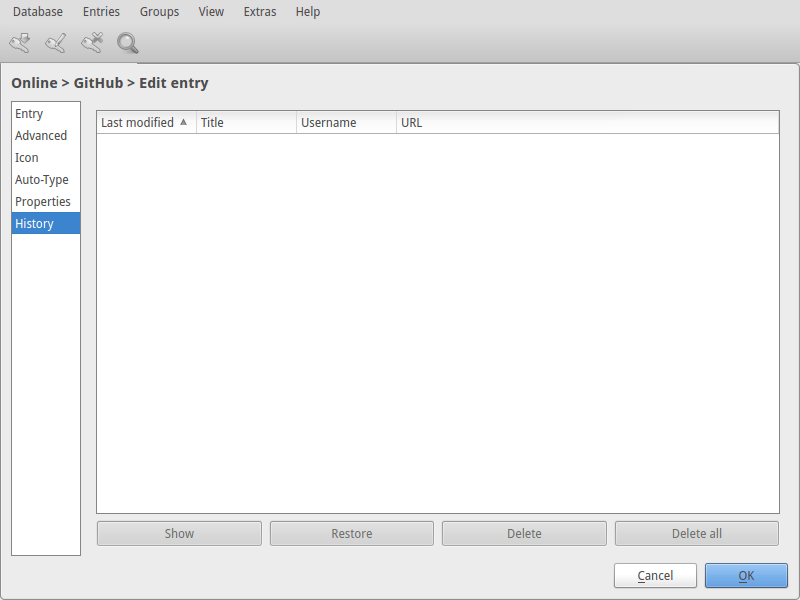 Database Entries Groups View Extras Help
Online > GitHub > Edit entry
Entry
Advanced
Icon
Auto-Type
Properties
History
Last modified Title Username URL
Show Restore Delete Delete all
Cancel OK